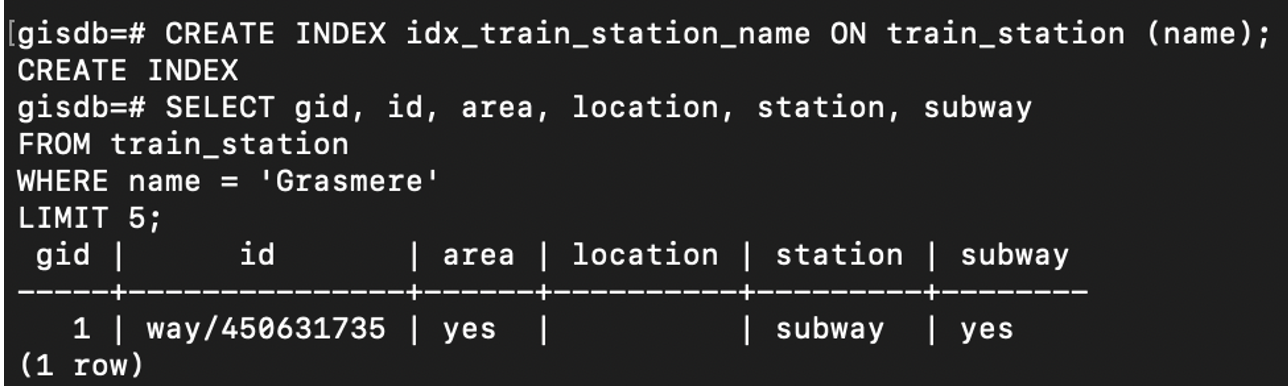 [gisdb=# CREATE INDEX idx_train_station_name ON train_station (name);
CREATE INDEX
gisdb=# SELECT gid, id, area, location, station, subway
FROM train_station
WHERE name = 'Grasmere'
LIMIT 5;
 gid |      id       | area | location | station | subway
-----+---------------+------+----------+---------+--------
   1 | way/450631735 | yes  |          | subway  | yes
(1 row)